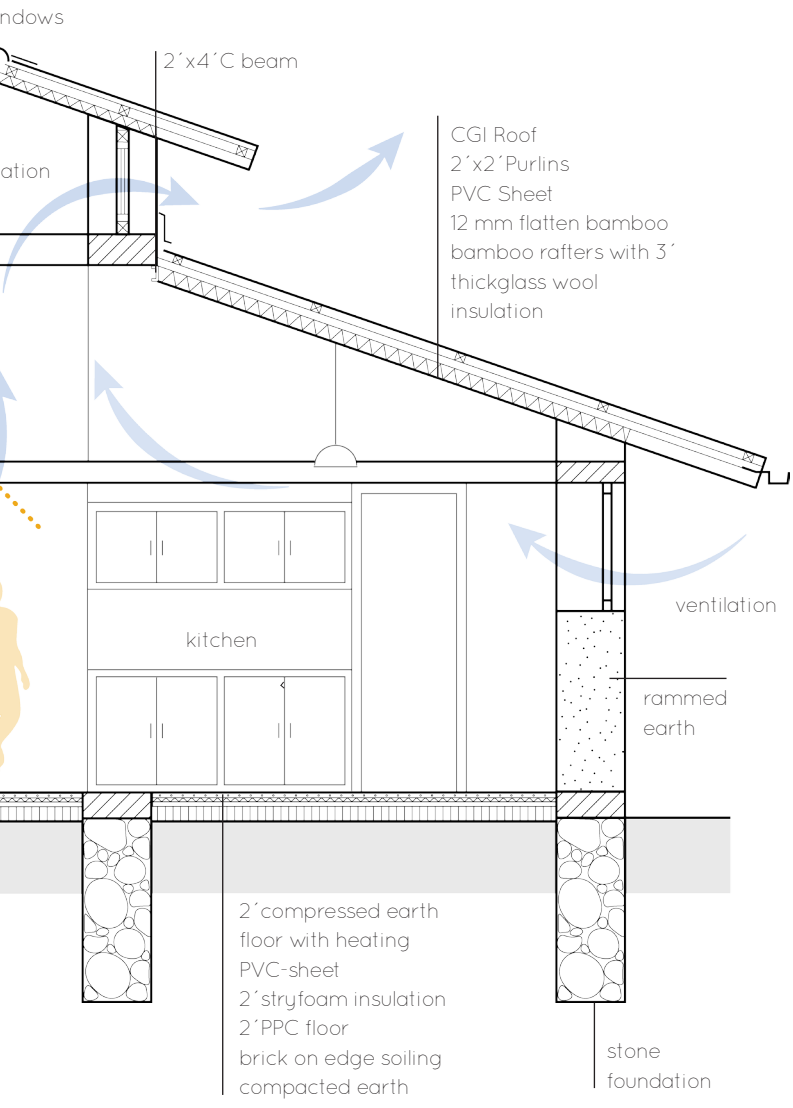 ndows
2´x4´C beam
CGI Roof
2´x2´Purlins
PVC Sheet
12 mm flatten bamboo
bamboo rafters with 3´
thickglass wool
insulation
ation
kitchen
ventilation
rammed
earth
2´compressed earth
floor with heating
PVC-sheet
2´stryfoam insulation
2´PPC floor
brick on edge soiling
compacted earth
stone
foundation